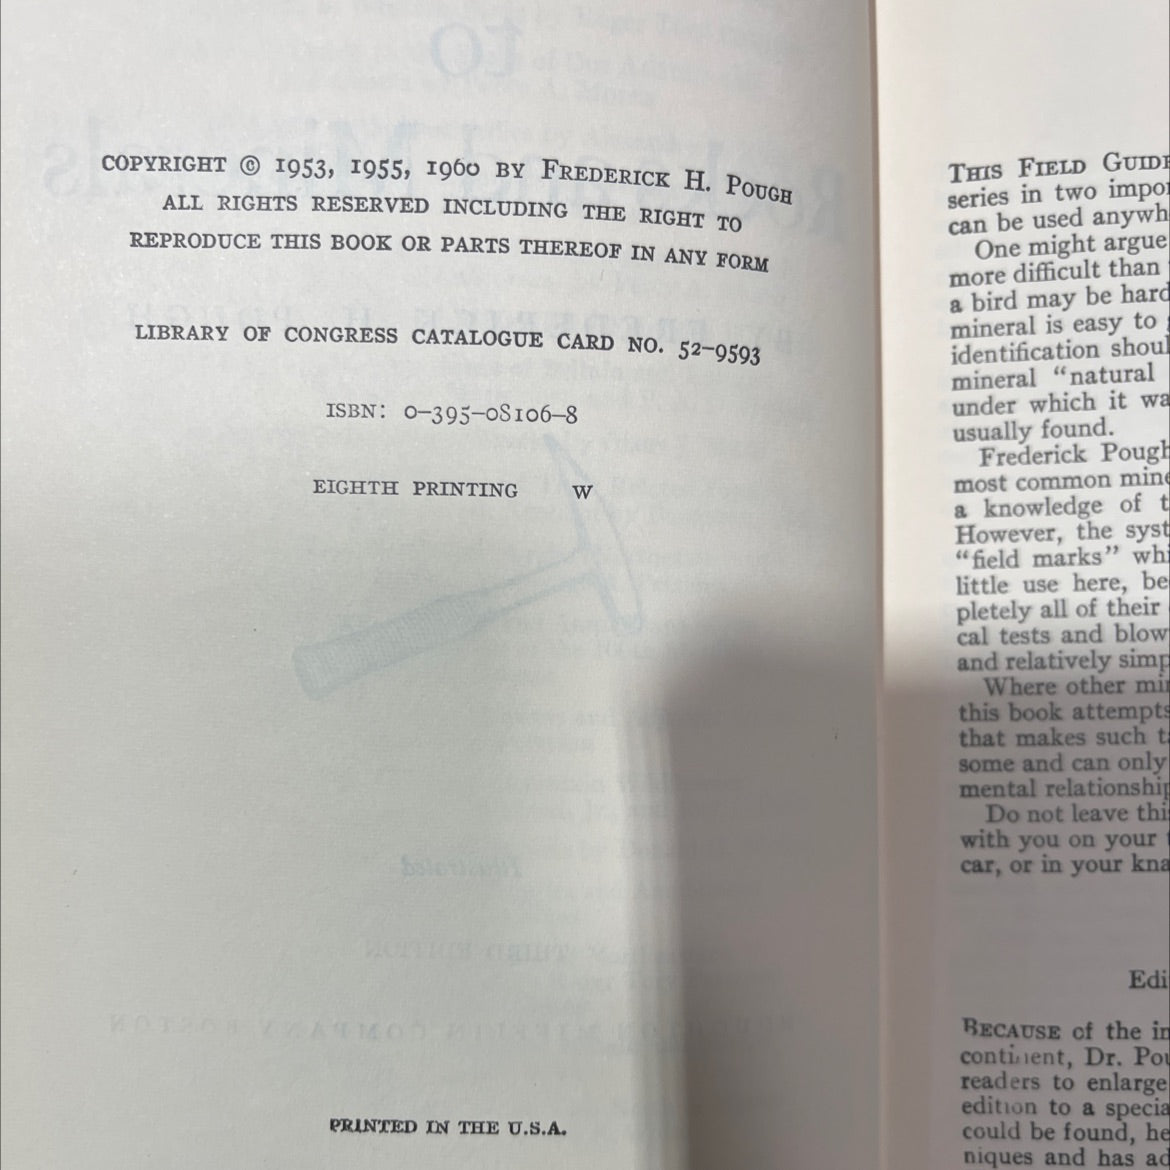 COPYRIGHT © 1953, 1955, 1960 BY FREDERICK H. POUGH
ALL RIGHTS RESERVED INCLUDING THE RIGHT TO
REPRODUCE THIS BOOK OR PARTS THEREOF IN ANY FORM
LIBRARY OF CONGRESS CATALOGUE CARD NO. 52-9593
ISBN: 0-395-08106-8
EIGHTH PRINTING W
PRINTED IN THE U.S.A.
THIS FIELD GUIDE
series in two impor
can be used anywh
One might argue
more difficult than
a bird may be hard
mineral is easy to
identification shoul
mineral "natural
under which it wa
usually found.
Frederick Pough
most common mine
a knowledge of t
However, the syst
"field marks" whi
little use here, be
pletely all of their
cal tests and blow
and relatively simp
Where other min
this book attempts
that makes such t
some and can only
mental relationship
Do not leave this
with you on your
car, or in your kna
Edi
BECAUSE of the in
continent, Dr. Pou
readers to enlarge
edition to a specia
could be found, he
niques and has ad